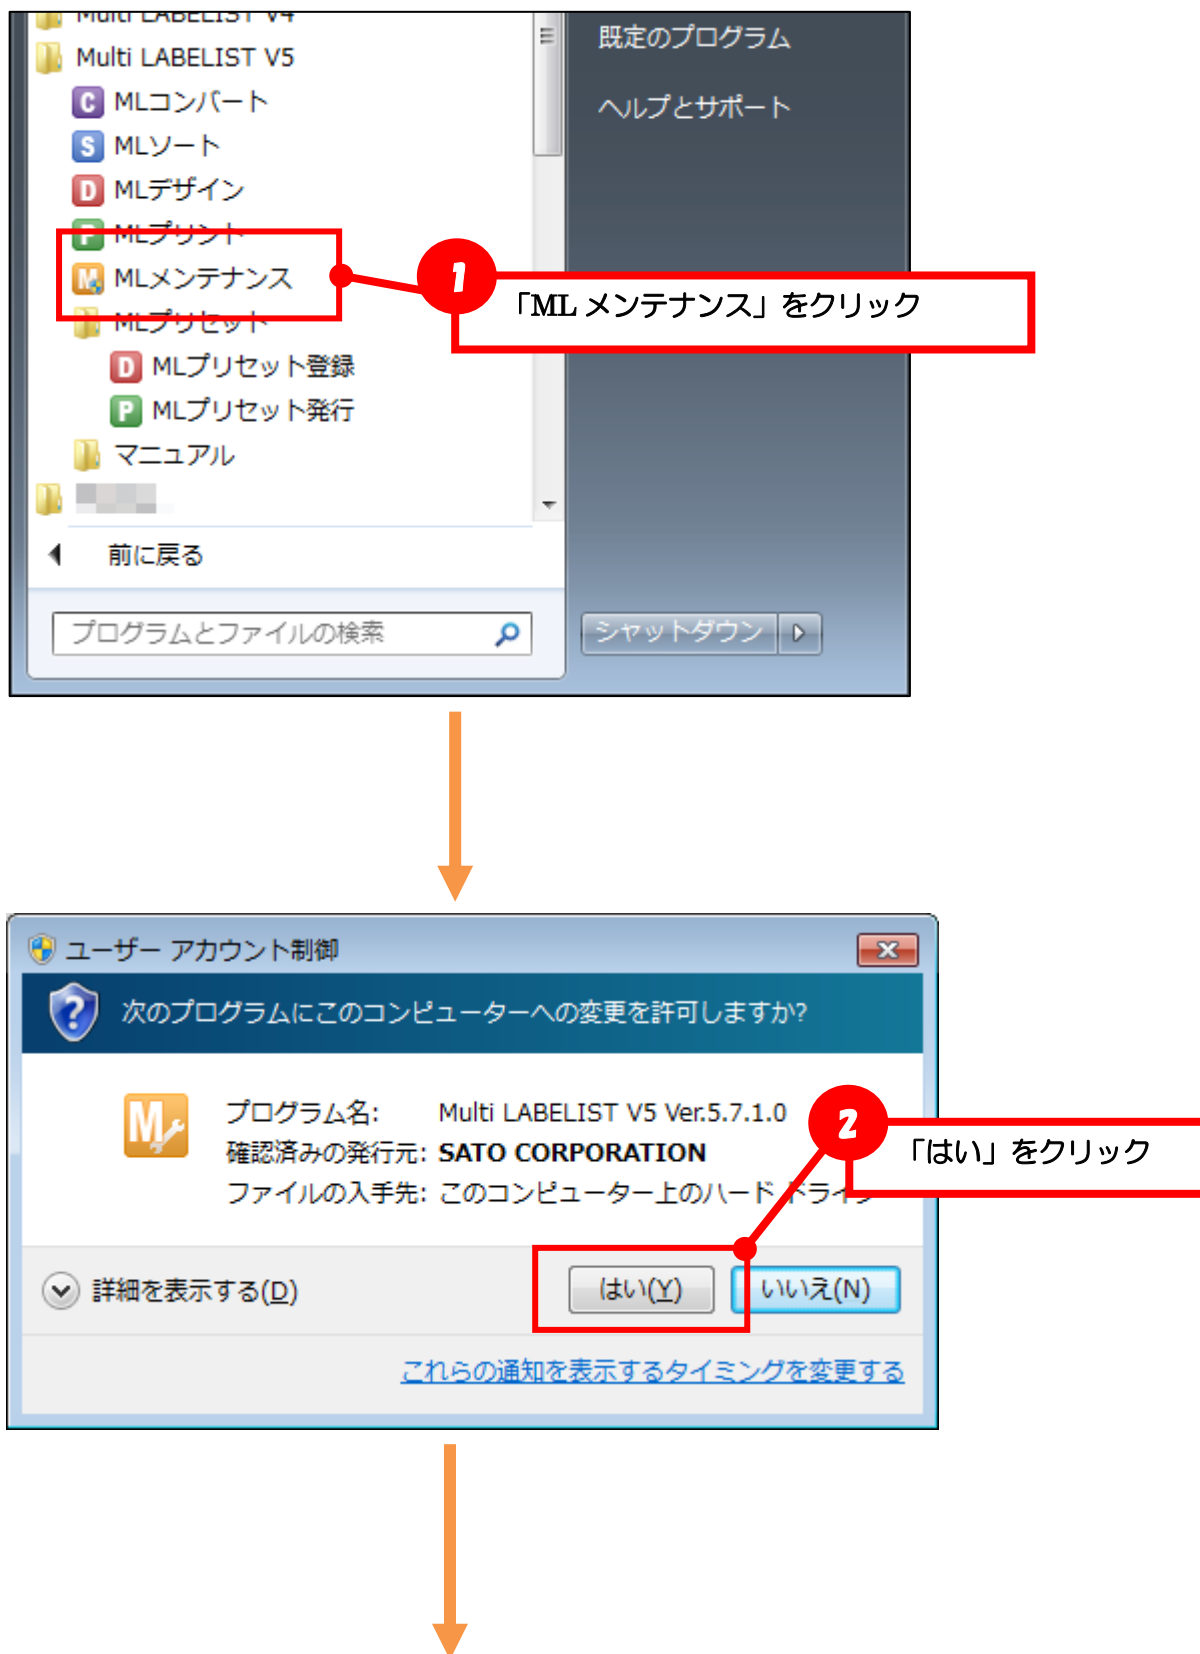 Multi LABELIST V4
Multi LABELIST V5
C MLコンバート
S MLソート
D MLデザイン
P MLプリント
M MLメンテナンス
MLプリセット
D MLプリセット登録
P MLプリセット発行
マニュアル
前に戻る
プログラムとファイルの検索
既定のプログラム
ヘルプとサポート
シャットダウン
1
「ML メンテナンス」をクリック
ユーザー アカウント制御
次のプログラムにこのコンピューターへの変更を許可しますか?
M
プログラム名: Multi LABELIST V5 Ver.5.7.1.0
確認済みの発行元: SATO CORPORATION
ファイルの入手先: このコンピューター上のハード ドライブ
2
「はい」をクリック
詳細を表示する(D)
はい(Y)
いいえ(N)
これらの通知を表示するタイミングを変更する